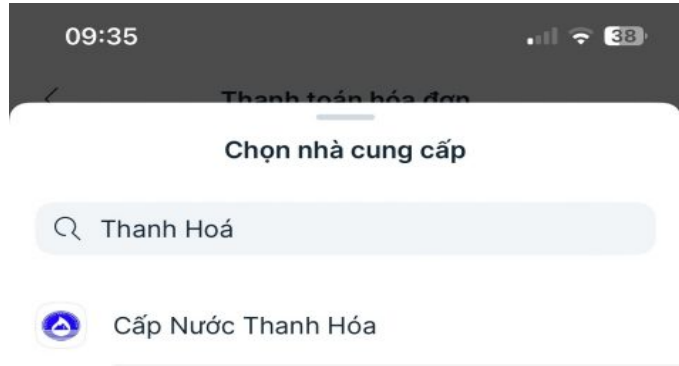 09:35
38
Thanh toán hóa đơn
Chọn nhà cung cấp
Thanh Hoá
Cấp Nước Thanh Hóa